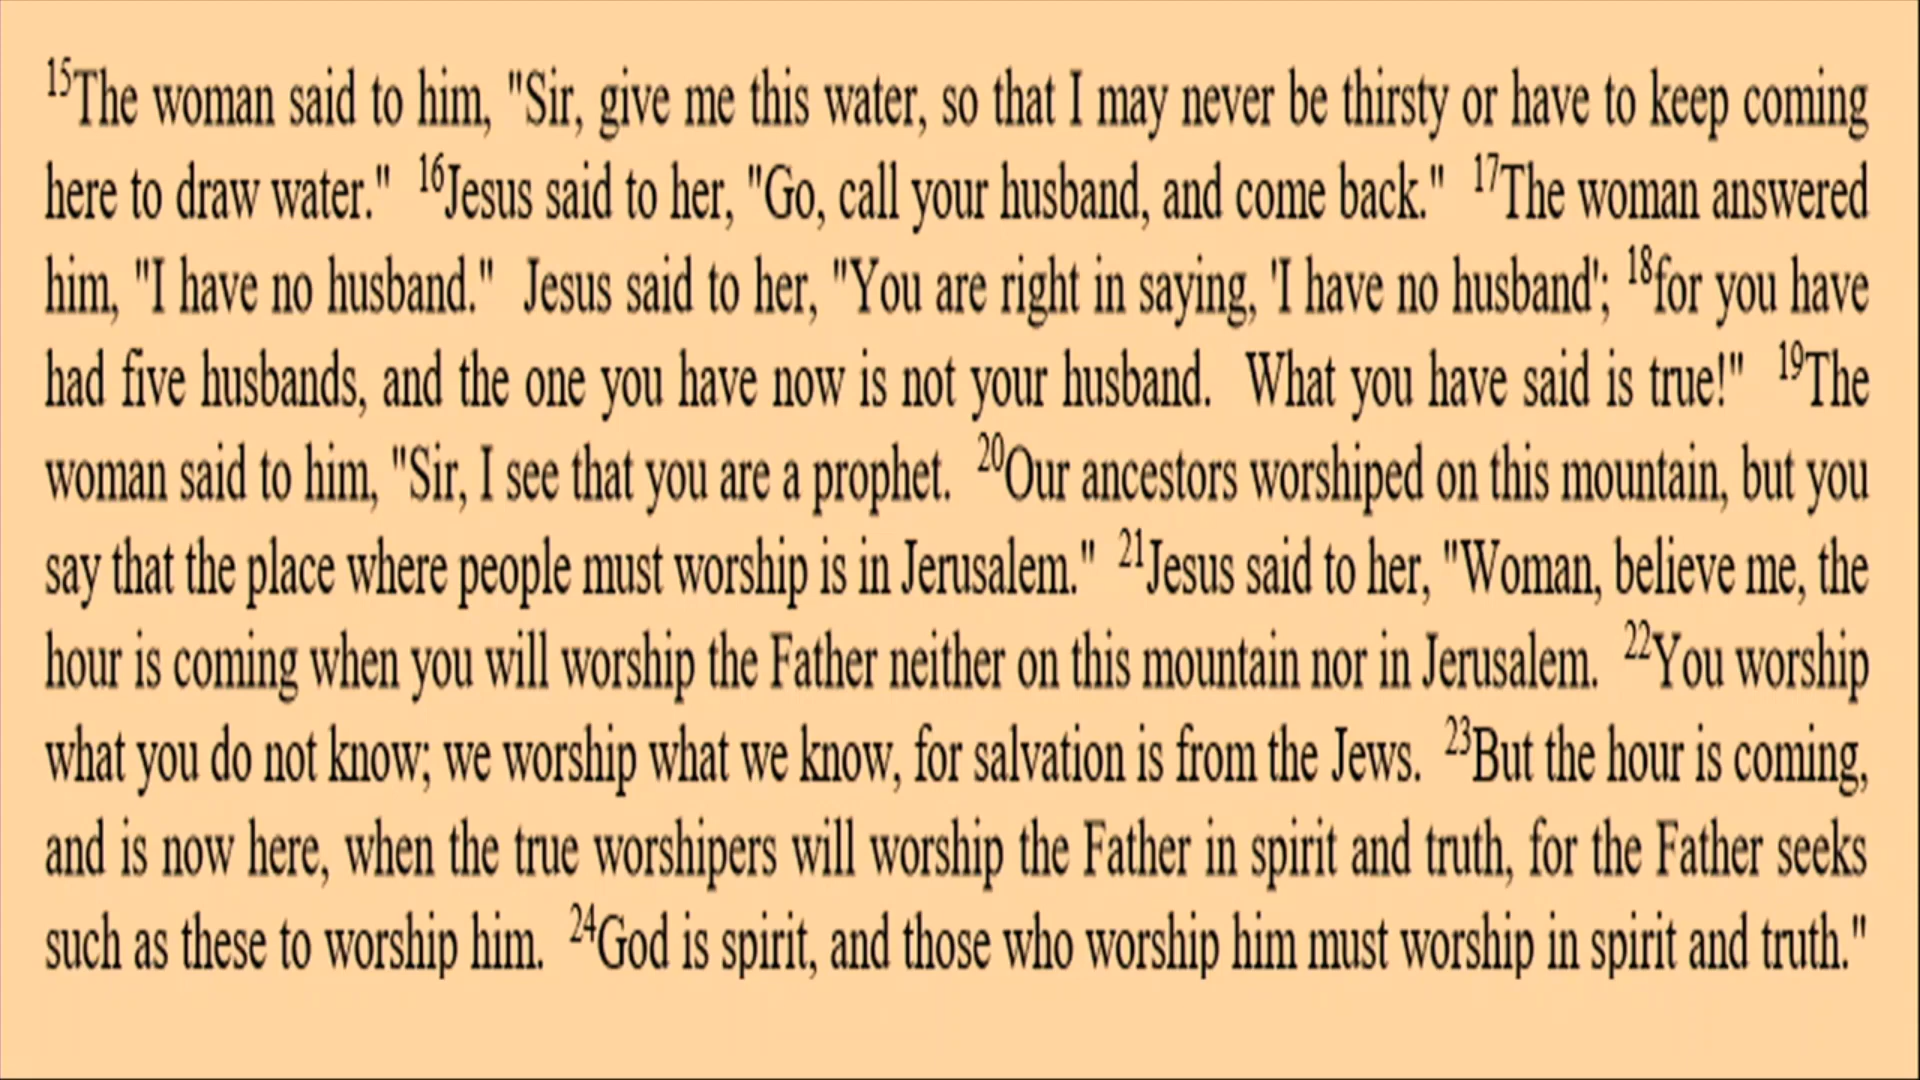 15The woman said to him, "Sir, give me this water, so that I may never be thirsty or have to keep coming
here to draw water."  16Jesus said to her, "Go, call your husband, and come back."  17The woman answered
him, "I have no husband."  Jesus said to her, "You are right in saying, 'I have no husband'; 18for you have
had five husbands, and the one you have now is not your husband.  What you have said is true!"  19The
woman said to him, "Sir, I see that you are a prophet.  20Our ancestors worshiped on this mountain, but you
say that the place where people must worship is in Jerusalem."  21Jesus said to her, "Woman, believe me, the
hour is coming when you will worship the Father neither on this mountain nor in Jerusalem.  22You worship
what you do not know; we worship what we know, for salvation is from the Jews.  23But the hour is coming,
and is now here, when the true worshipers will worship the Father in spirit and truth, for the Father seeks
such as these to worship him.  24God is spirit, and those who worship him must worship in spirit and truth."